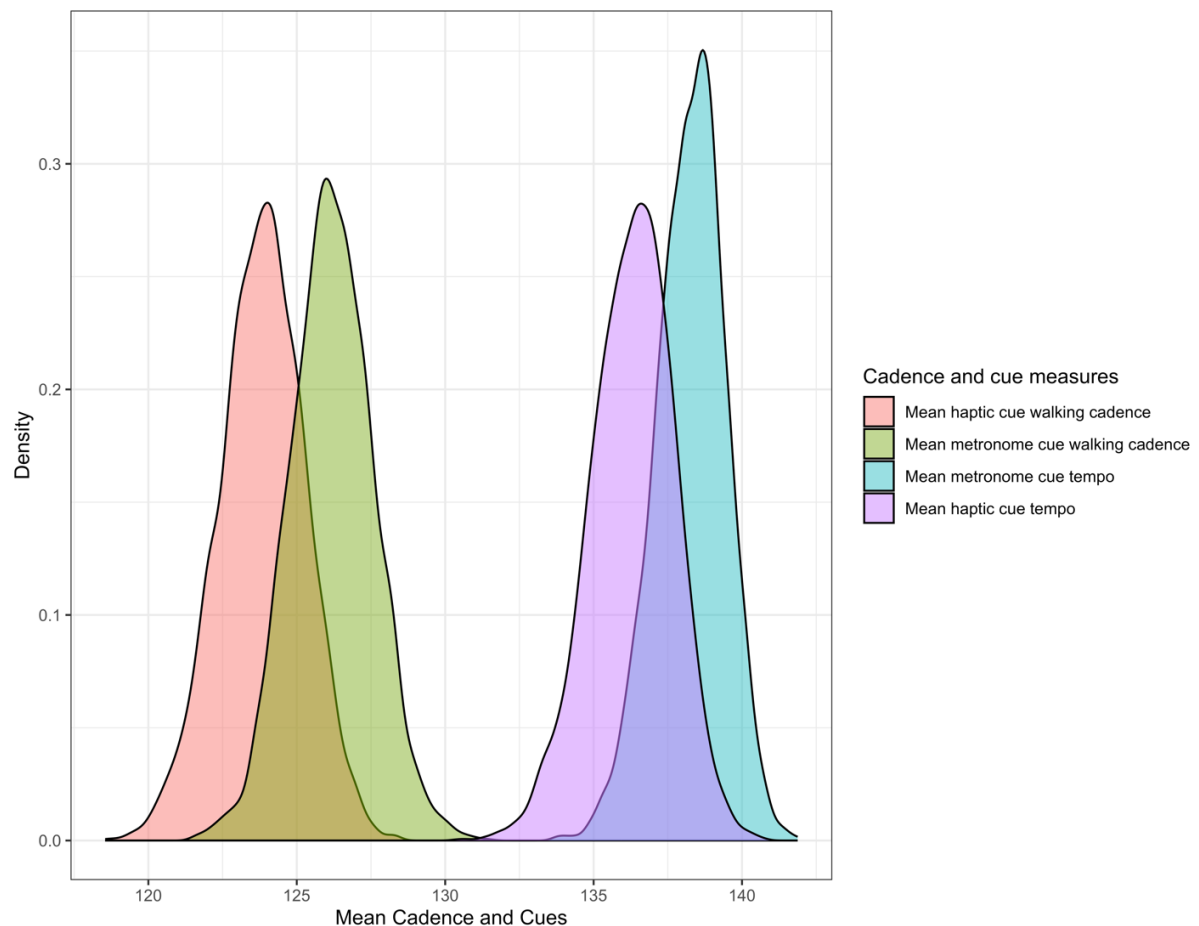 0.3
0.2
0.1
0.0
Density
120 125 130 135 140
Mean Cadence and Cues
Cadence and cue measures
Mean haptic cue walking cadence
Mean metronome cue walking cadence
Mean metronome cue tempo
Mean haptic cue tempo